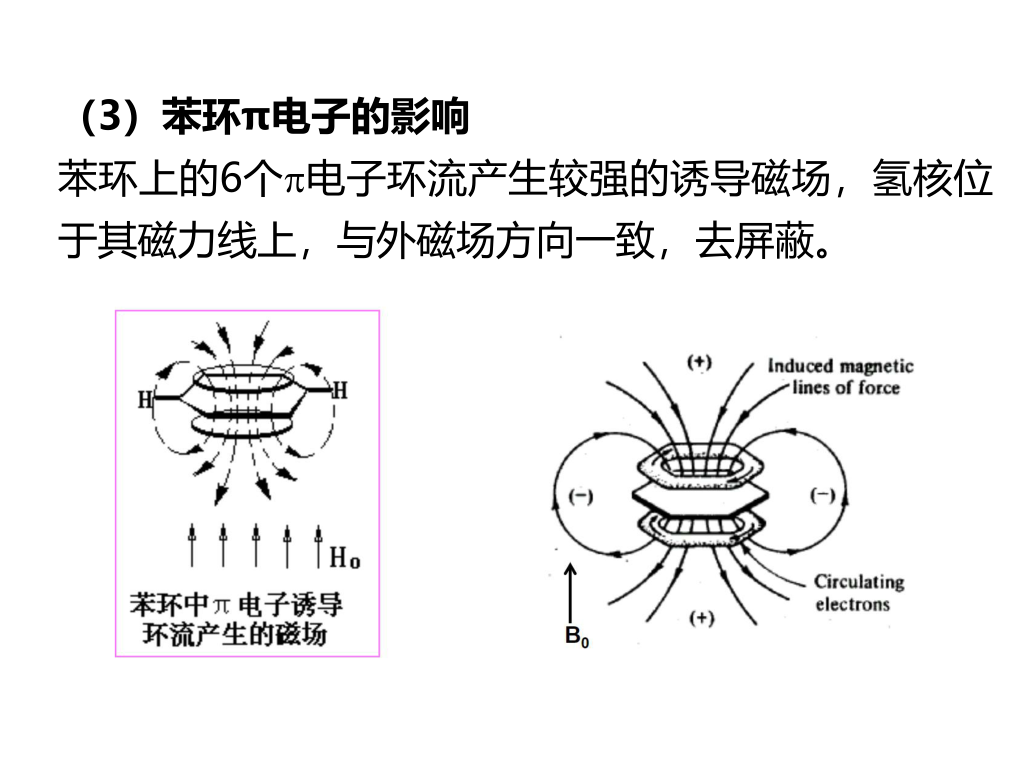 （3）苯环π电子的影响
苯环上的6个π电子环流产生较强的诱导磁场，氢核位
于其磁力线上，与外磁场方向一致，去屏蔽。
H
H
H₀
苯环中π 电子诱导
环流产生的磁场
(+)
Induced magnetic
lines of force
(−)
(−)
Circulating
electrons
(+)
B₀